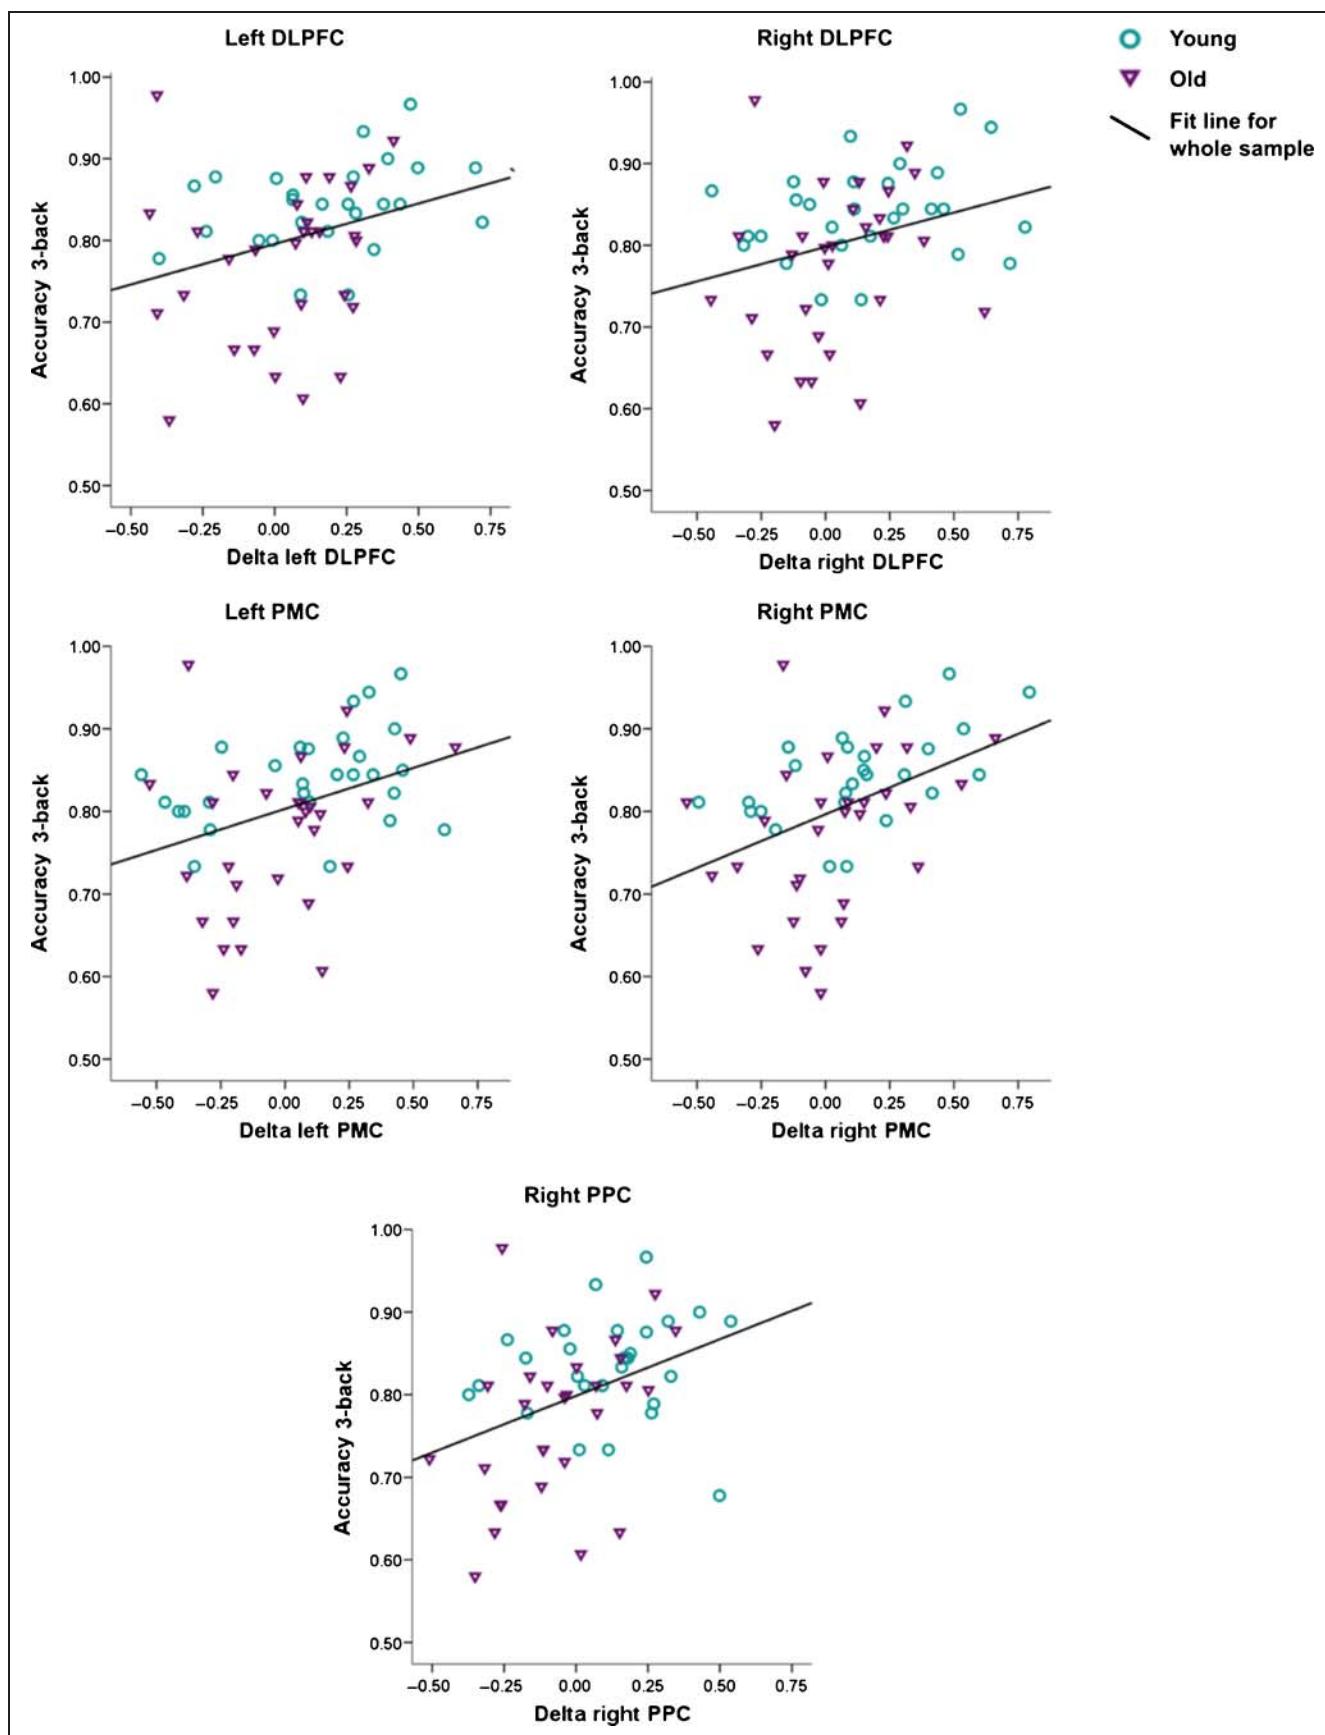 Left DLPFC
Right DLPFC
Young
Old
Fit line for
whole sample
1.00
0.90
0.80
0.70
0.60
0.50
Accuracy 3-back
−0.50 −0.25 0.00 0.25 0.50 0.75
Delta left DLPFC
1.00
0.90
0.80
0.70
0.60
0.50
Accuracy 3-back
−0.50 −0.25 0.00 0.25 0.50 0.75
Delta right DLPFC
Left PMC
1.00
0.90
0.80
0.70
0.60
0.50
Accuracy 3-back
−0.50 −0.25 0.00 0.25 0.50 0.75
Delta left PMC
Right PMC
1.00
0.90
0.80
0.70
0.60
0.50
Accuracy 3-back
−0.50 −0.25 0.00 0.25 0.50 0.75
Delta right PMC
Right PPC
1.00
0.90
0.80
0.70
0.60
0.50
Accuracy 3-back
−0.50 −0.25 0.00 0.25 0.50 0.75
Delta right PPC